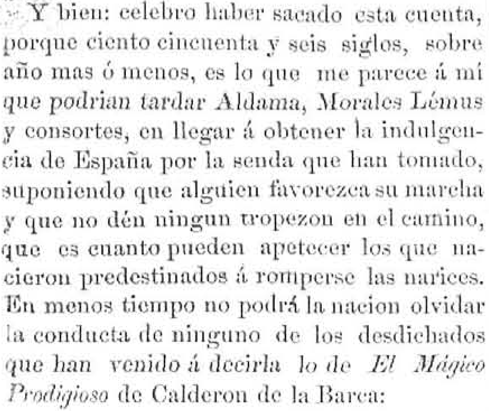 Y bien: celebro haber sacado esta cuenta,
porque ciento cincuenta y seis siglos, sobre
año mas ó menos, es lo que me parece á mí
que podrian tardar Aldama, Morales Lémus
y consortes, en llegar á obtener la indulgen-
cia de España por la senda que han tomado,
suponiendo que alguien favorezca su marcha
y que no dén ningun tropezon en el camino,
que es cuanto pueden apetecer los que na-
cieron predestinados á romperse las narices.
En menos tiempo no podrá la nacion olvidar
la conducta de ninguno de los desdichados
que han venido á decirla lo de El Mágico
Prodigioso de Calderon de la Barca: